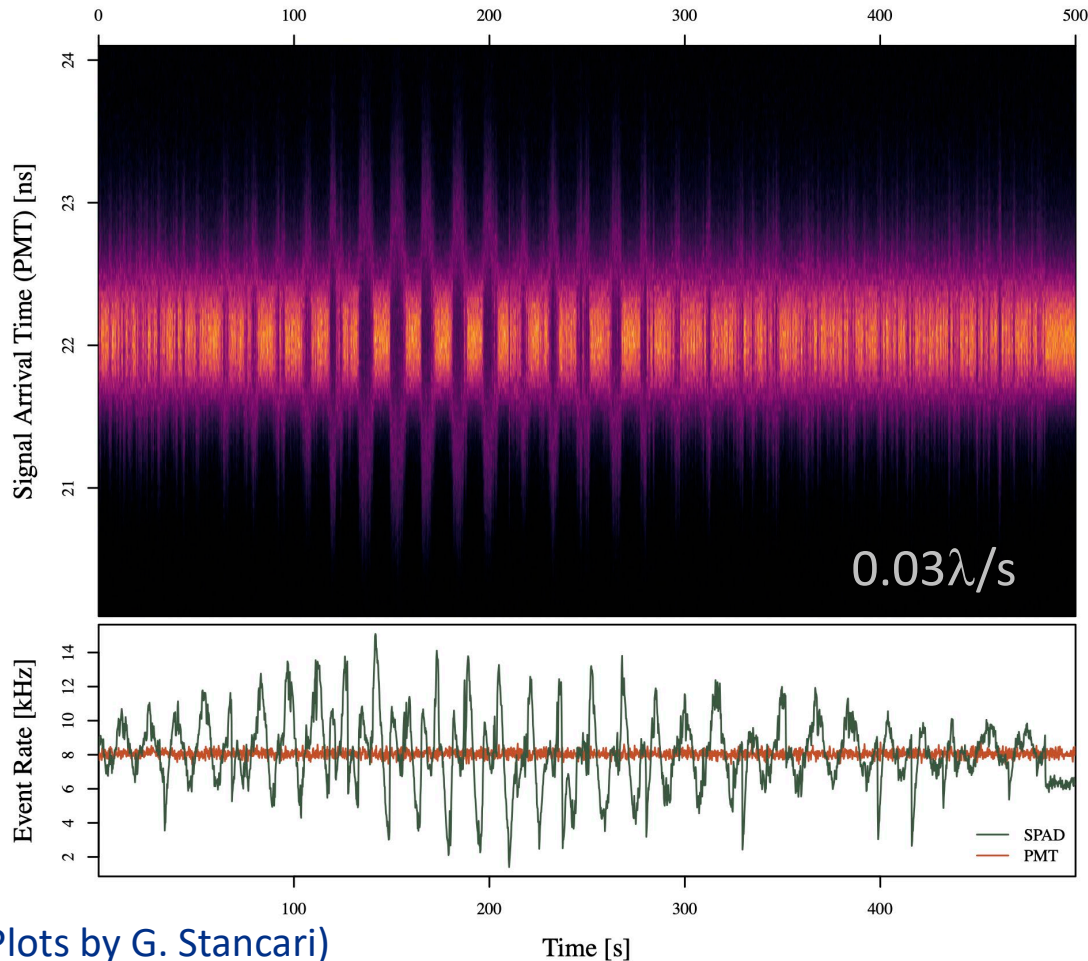 0 100 200 300 400 500
24
23
22
21
Signal Arrival Time (PMT) [ns]
0.03λ/s
14
12
10
8
6
4
2
Event Rate [kHz]
SPAD
PMT
100 200 300 400
Plots by G. Stancari)
Time [s]